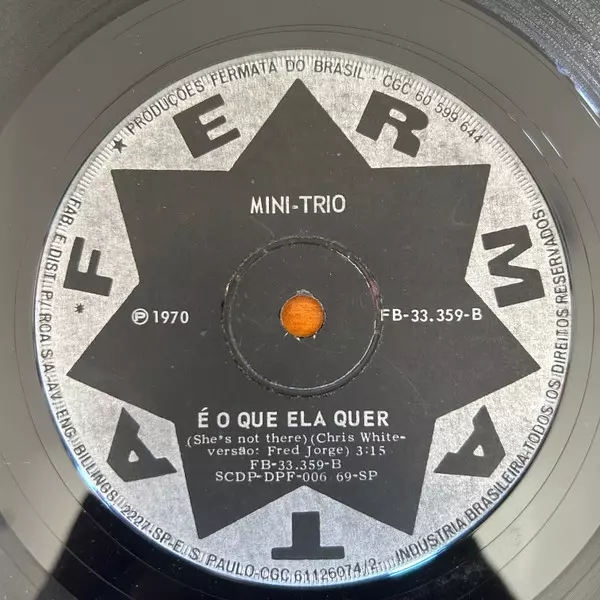 ★ PRODUÇÕES FERMATA DO BRASIL - CGC 60 599 644
FERMATA
MINI-TRIO
℗ 1970
FB-33.359-B
É O QUE ELA QUER
(She's not there)(Chris White-
versão: Fred Jorge) 3:15
FB-33.359-B
SCDP-DPF-006 69-SP
* FAB. E DIST. P/ RCA S.A. AV. ENG. BILLINGS, 2227 SP-E. S. PAULO-CGC 61126074/2 INDUSTRIA BRASILEIRA-TODOS OS DIREITOS RESERVADOS